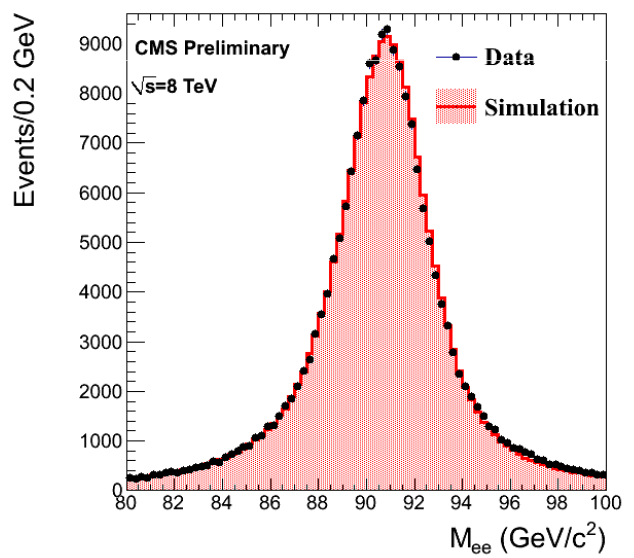 Events/0.2 GeV
CMS Preliminary
√s=8 TeV
Data
Simulation
9000
8000
7000
6000
5000
4000
3000
2000
1000
0
80 82 84 86 88 90 92 94 96 98 100
M_ee (GeV/c²)